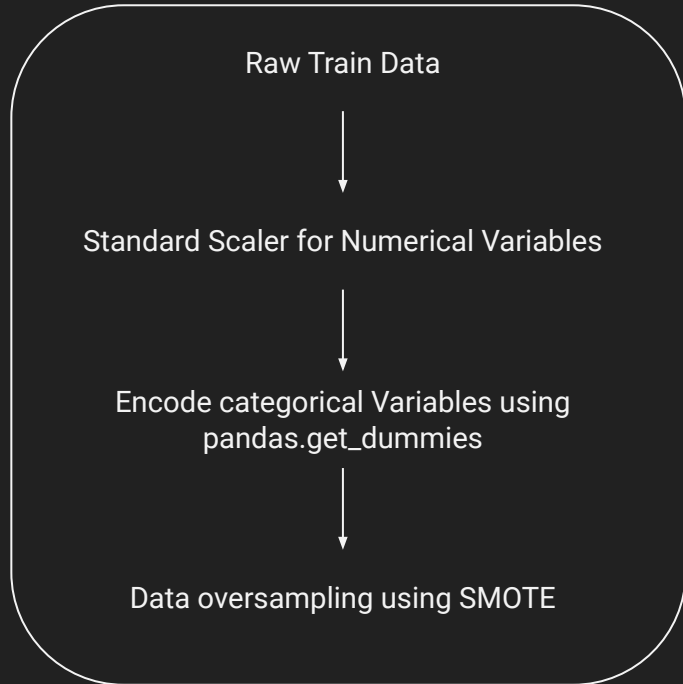 Raw Train Data
Standard Scaler for Numerical Variables
Encode categorical Variables using
pandas.get_dummies
Data oversampling using SMOTE